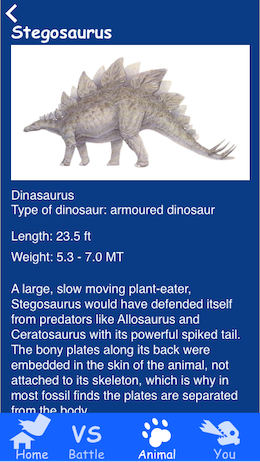 Stegosaurus
Dinasaurus
Type of dinosaur: armoured dinosaur
Length: 23.5 ft
Weight: 5.3 - 7.0 MT
A large, slow moving plant-eater,
Stegosaurus would have defended itself
from predators like Allosaurus and
Ceratosaurus with its powerful spiked tail.
The bony plates along its back were
embedded in the skin of the animal, not
attached to its skeleton, which is why in
most fossil finds the plates are separated
from the body.
VS
Home Battle Animal You